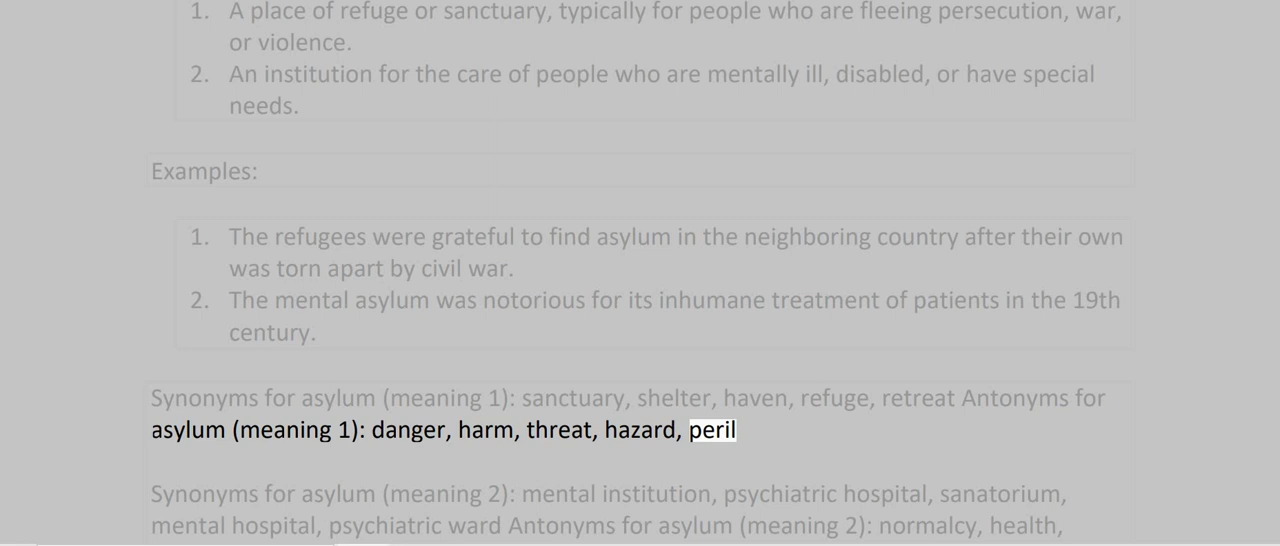 1. A place of refuge or sanctuary, typically for people who are fleeing persecution, war,
or violence.
2. An institution for the care of people who are mentally ill, disabled, or have special
needs.
Examples:
1. The refugees were grateful to find asylum in the neighboring country after their own
was torn apart by civil war.
2. The mental asylum was notorious for its inhumane treatment of patients in the 19th
century.
Synonyms for asylum (meaning 1): sanctuary, shelter, haven, refuge, retreat Antonyms for
asylum (meaning 1): danger, harm, threat, hazard, peril
Synonyms for asylum (meaning 2): mental institution, psychiatric hospital, sanatorium,
mental hospital, psychiatric ward Antonyms for asylum (meaning 2): normalcy, health,